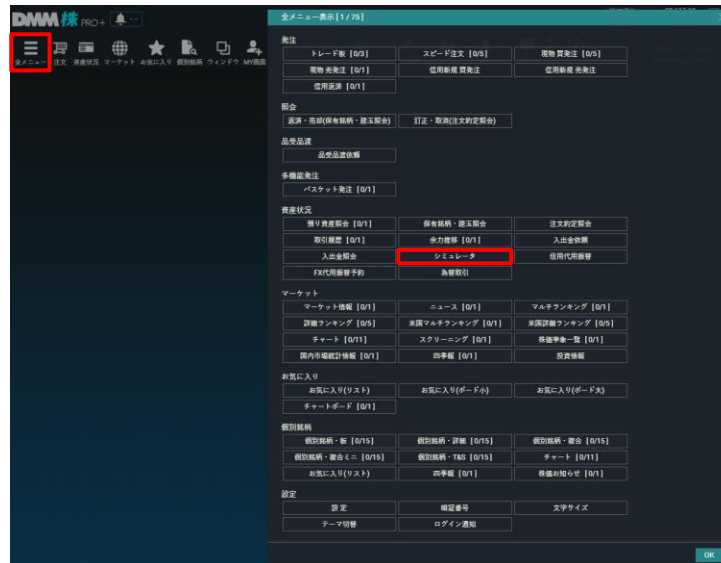 DMM 株 PRO+
全メニュー 注文 資産状況 マーケット お気に入り 個別銘柄 ウィンドウ MY画面
全メニュー表示 [1/75]
発注
トレード板 [0/3] スピード注文 [0/5] 現物買発注 [0/5]
現物売発注 [0/1] 信用新規買発注 信用新規売発注
信用返済 [0/1]
照会
返済・売却(保有銘柄・建玉照会) 訂正・取消(注文約定照会)
品受品渡
品受品渡依頼
多機能発注
バスケット発注 [0/1]
資産状況
預り資産照会 [0/1] 保有銘柄・建玉照会 注文約定照会
取引履歴 [0/1] 余力推移 [0/1] 入出金依頼
入出金照会 シミュレータ 信用代用振替
FX代用振替予約 為替取引
マーケット
マーケット情報 [0/1] ニュース [0/1] マルチランキング [0/1]
詳細ランキング [0/5] 米国マルチランキング [0/1] 米国詳細ランキング [0/5]
チャート [0/11] スクリーニング [0/1] 株価事象一覧 [0/1]
国内市場統計情報 [0/1] 四季報 [0/1] 投資情報
お気に入り
お気に入り(リスト) お気に入り(ボード小) お気に入り(ボード大)
チャートボード [0/1]
個別銘柄
個別銘柄・板 [0/15] 個別銘柄・詳細 [0/15] 個別銘柄・複合 [0/15]
個別銘柄・複合ミニ [0/15] 個別銘柄・T&S [0/15] チャート [0/11]
お気に入り(リスト) 四季報 [0/1] 株価お知らせ [0/1]
設定
設定 暗証番号 文字サイズ
テーマ切替 ログイン通知
OK